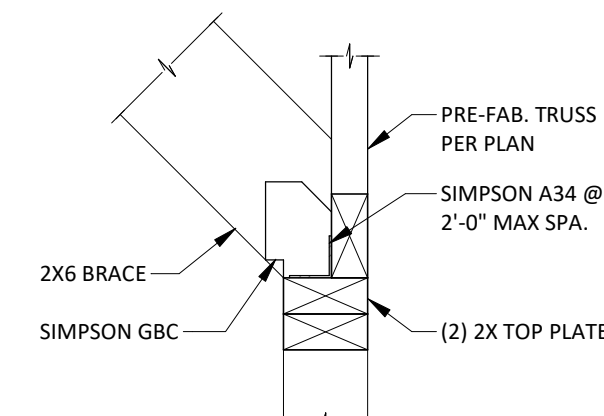 PRE-FAB. TRUSS
PER PLAN
SIMPSON A34 @
2'-0" MAX SPA.
2X6 BRACE
SIMPSON GBC
(2) 2X TOP PLATE